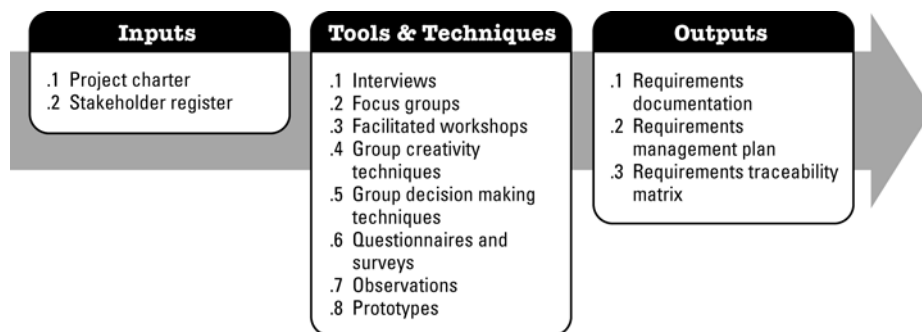 Inputs
.1 Project charter
.2 Stakeholder register
Tools & Techniques
.1 Interviews
.2 Focus groups
.3 Facilitated workshops
.4 Group creativity
techniques
.5 Group decision making
techniques
.6 Questionnaires and
surveys
.7 Observations
.8 Prototypes
Outputs
.1 Requirements
documentation
.2 Requirements
management plan
.3 Requirements traceability
matrix